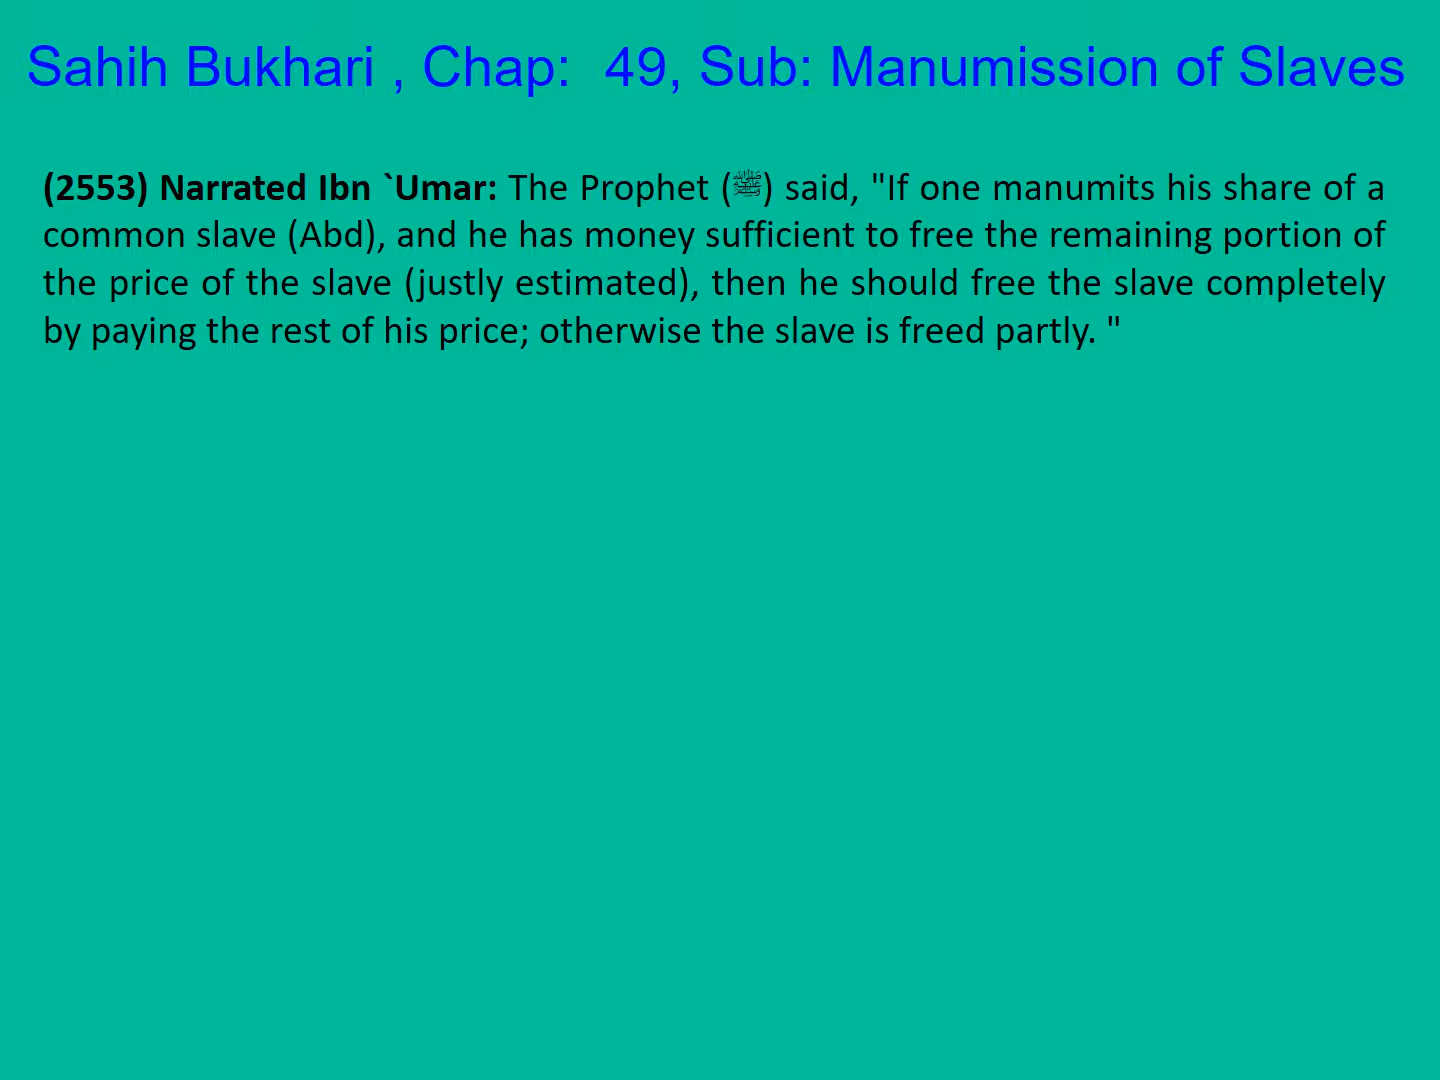 Sahih Bukhari , Chap:  49, Sub: Manumission of Slaves
(2553) Narrated Ibn `Umar: The Prophet (ﷺ) said, "If one manumits his share of a
common slave (Abd), and he has money sufficient to free the remaining portion of
the price of the slave (justly estimated), then he should free the slave completely
by paying the rest of his price; otherwise the slave is freed partly. "